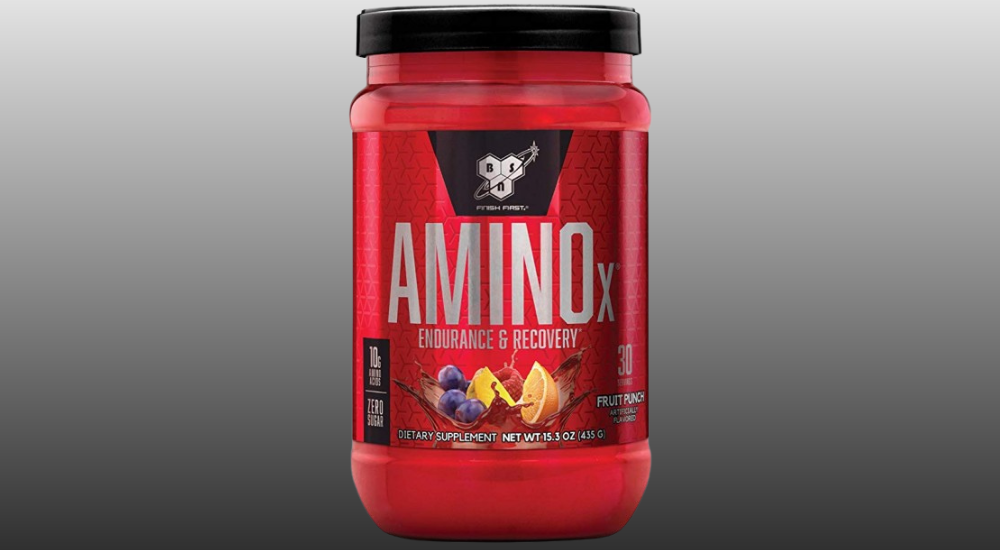 B S
N
FINISH FIRST.
AMINOx®
ENDURANCE & RECOVERY
10G
AMINO
ACIDS
ZERO
SUGAR
30
SERVINGS
FRUIT PUNCH
ARTIFICIALLY
FLAVORED
DIETARY SUPPLEMENT NET WT 15.3 OZ (435 G)